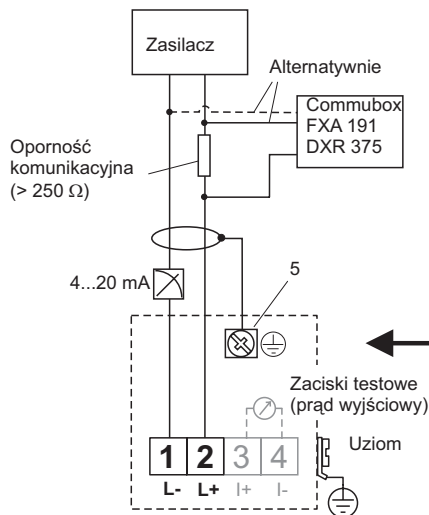 Zasilacz
Alternatywnie
Commubox
FXA 191
DXR 375
Oporność
komunikacyjna
(> 250 Ω)
4...20 mA
5
Zaciski testowe
(prąd wyjściowy)
Uziom
1 2 3 4
L- L+ I+ I-